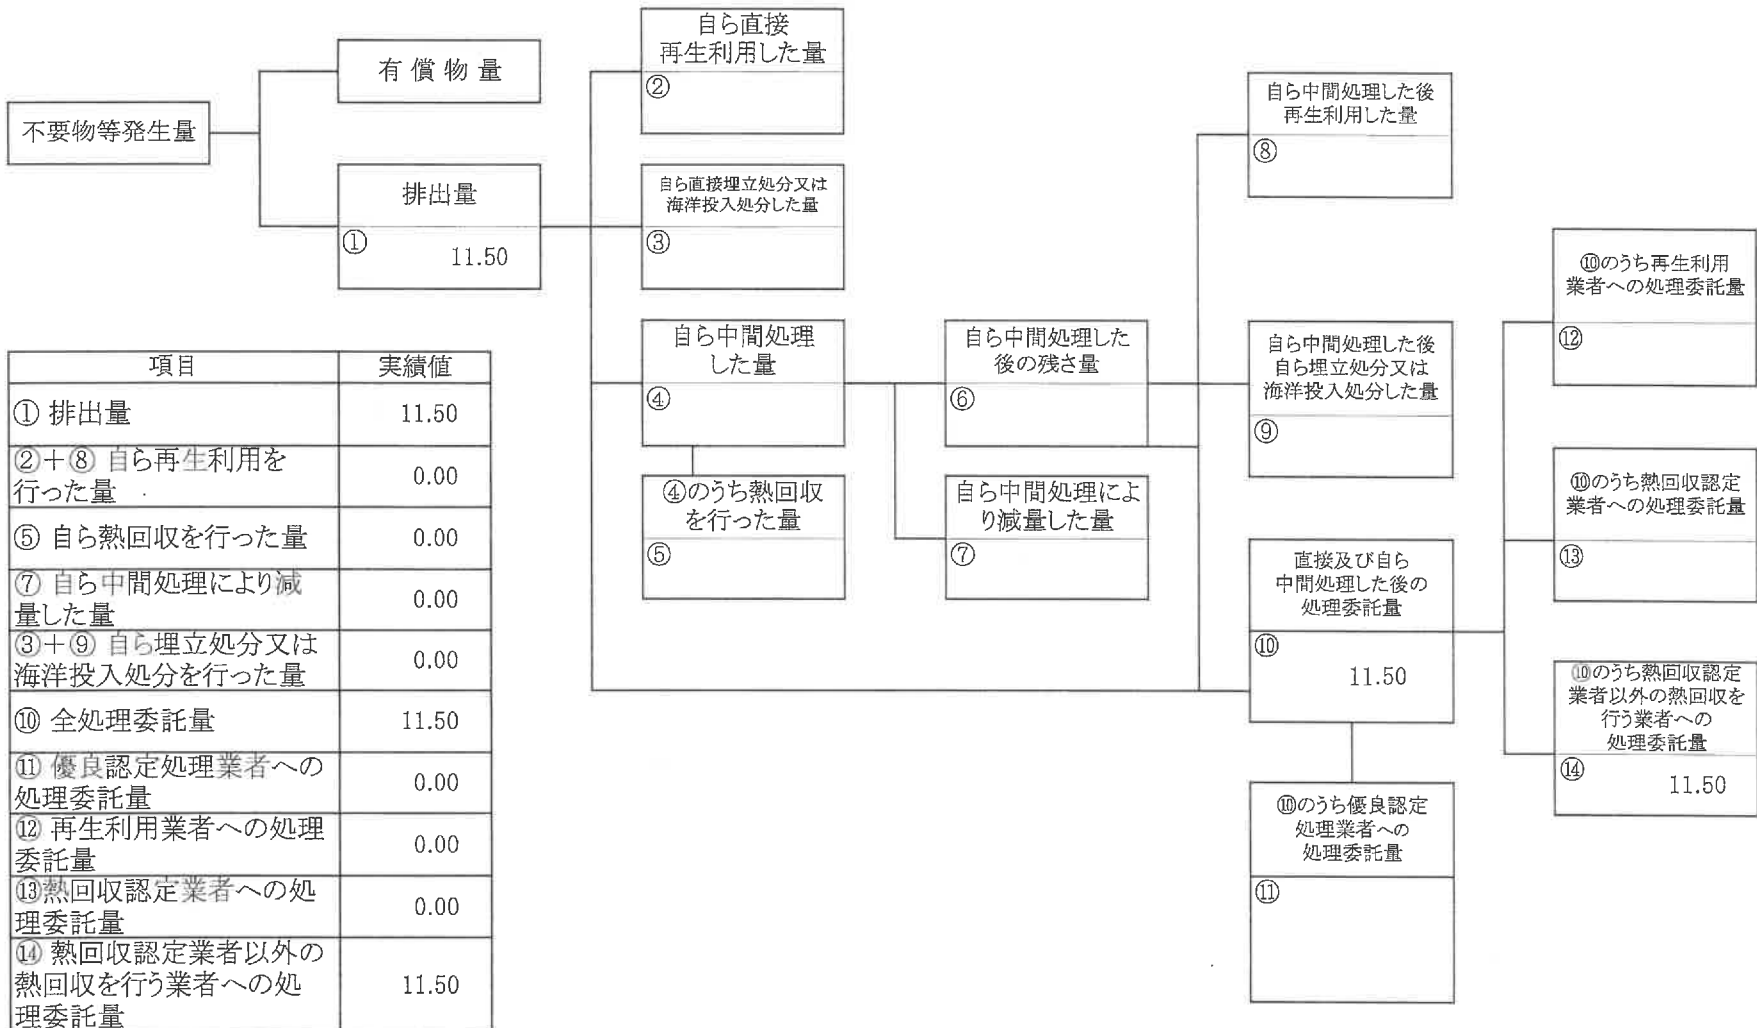 不要物等発生量
有償物量
排出量
①
11.50
自ら直接
再生利用した量
②
自ら直接埋立処分又は
海洋投入処分した量
③
自ら中間処理
した量
④
④のうち熱回収
を行った量
⑤
自ら中間処理した
後の残さ量
⑥
自ら中間処理によ
り減量した量
⑦
自ら中間処理した後
再生利用した量
⑧
自ら中間処理した後
自ら埋立処分又は
海洋投入処分した量
⑨
直接及び自ら
中間処理した後の
処理委託量
⑩
11.50
⑩のうち優良認定
処理業者への
処理委託量
⑪
⑩のうち再生利用
業者への処理委託量
⑫
⑩のうち熱回収認定
業者への処理委託量
⑬
⑩のうち熱回収認定
業者以外の熱回収を
行う業者への
処理委託量
⑭
11.50
項目 実績値
① 排出量 11.50
②＋⑧ 自ら再生利用を
行った量 0.00
⑤ 自ら熱回収を行った量 0.00
⑦ 自ら中間処理により減
量した量 0.00
③＋⑨ 自ら埋立処分又は
海洋投入処分を行った量 0.00
⑩ 全処理委託量 11.50
⑪ 優良認定処理業者への
処理委託量 0.00
⑫ 再生利用業者への処理
委託量 0.00
⑬熱回収認定業者への処
理委託量 0.00
⑭ 熱回収認定業者以外の
熱回収を行う業者への処
理委託量 11.50